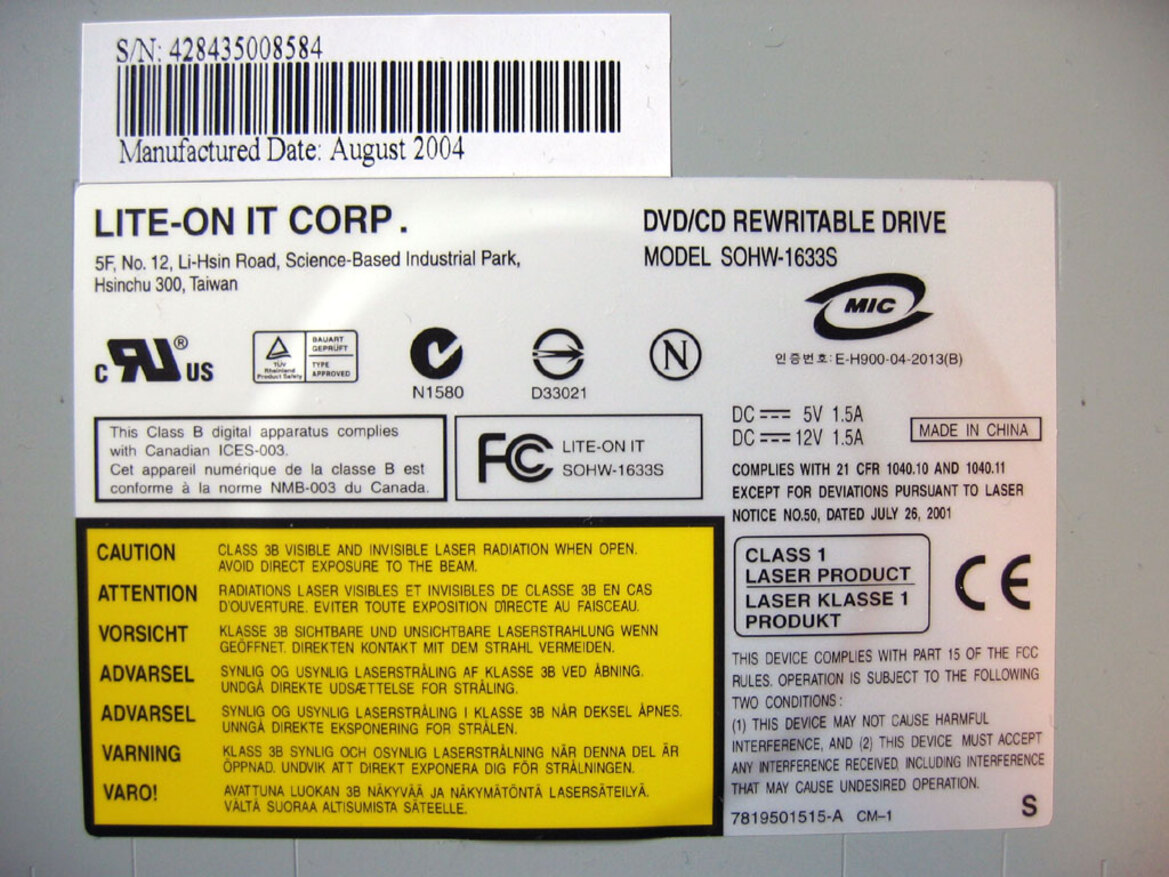 S/N: 428435008584
Manufactured Date: August 2004
LITE-ON IT CORP.
5F, No. 12, Li-Hsin Road, Science-Based Industrial Park,
Hsinchu 300, Taiwan
DVD/CD REWRITABLE DRIVE
MODEL SOHW-1633S
MIC
인증번호: E-H900-04-2013(B)
c RU ® US
TÜV
Rheinland
Product Safety
BAUART
GEPRÜFT
TYPE
APPROVED
N1580
D33021
N
This Class B digital apparatus complies
with Canadian ICES-003.
Cet appareil numérique de la classe B est
conforme à la norme NMB-003 du Canada.
FC LITE-ON IT
SOHW-1633S
DC 5V 1.5A
DC 12V 1.5A
MADE IN CHINA
COMPLIES WITH 21 CFR 1040.10 AND 1040.11
EXCEPT FOR DEVIATIONS PURSUANT TO LASER
NOTICE NO.50, DATED JULY 26, 2001
CLASS 1
LASER PRODUCT
LASER KLASSE 1
PRODUKT
CE
THIS DEVICE COMPLIES WITH PART 15 OF THE FCC
RULES. OPERATION IS SUBJECT TO THE FOLLOWING
TWO CONDITIONS:
(1) THIS DEVICE MAY NOT CAUSE HARMFUL
INTERFERENCE, AND (2) THIS DEVICE MUST ACCEPT
ANY INTERFERENCE RECEIVED, INCLUDING INTERFERENCE
THAT MAY CAUSE UNDESIRED OPERATION.
7819501515-A CM-1
S
CAUTION CLASS 3B VISIBLE AND INVISIBLE LASER RADIATION WHEN OPEN.
AVOID DIRECT EXPOSURE TO THE BEAM.
ATTENTION RADIATIONS LASER VISIBLES ET INVISIBLES DE CLASSE 3B EN CAS
D'OUVERTURE. EVITER TOUTE EXPOSITION DIRECTE AU FAISCEAU.
VORSICHT KLASSE 3B SICHTBARE UND UNSICHTBARE LASERSTRAHLUNG WENN
GEÖFFNET. DIREKTEN KONTAKT MIT DEM STRAHL VERMEIDEN.
ADVARSEL SYNLIG OG USYNLIG LASERSTRÅLING AF KLASSE 3B VED ÅBNING.
UNDGÅ DIREKTE UDSÆTTELSE FOR STRÅLING.
ADVARSEL SYNLIG OG USYNLIG LASERSTRÅLING I KLASSE 3B NÅR DEKSEL ÅPNES.
UNNGÅ DIREKTE EKSPONERING FOR STRÅLEN.
VARNING KLASS 3B SYNLIG OCH OSYNLIG LASERSTRÅLNING NÄR DENNA DEL ÄR
ÖPPNAD. UNDVIK ATT DIREKT EXPONERA DIG FÖR STRÅLNINGEN.
VARO! AVATTUNA LUOKAN 3B NÄKYVÄÄ JA NÄKYMÄTÖNTÄ LASERSÄTEILYÄ.
VÄLTÄ SUORAA ALTISUMISTA SÄTEELLE.